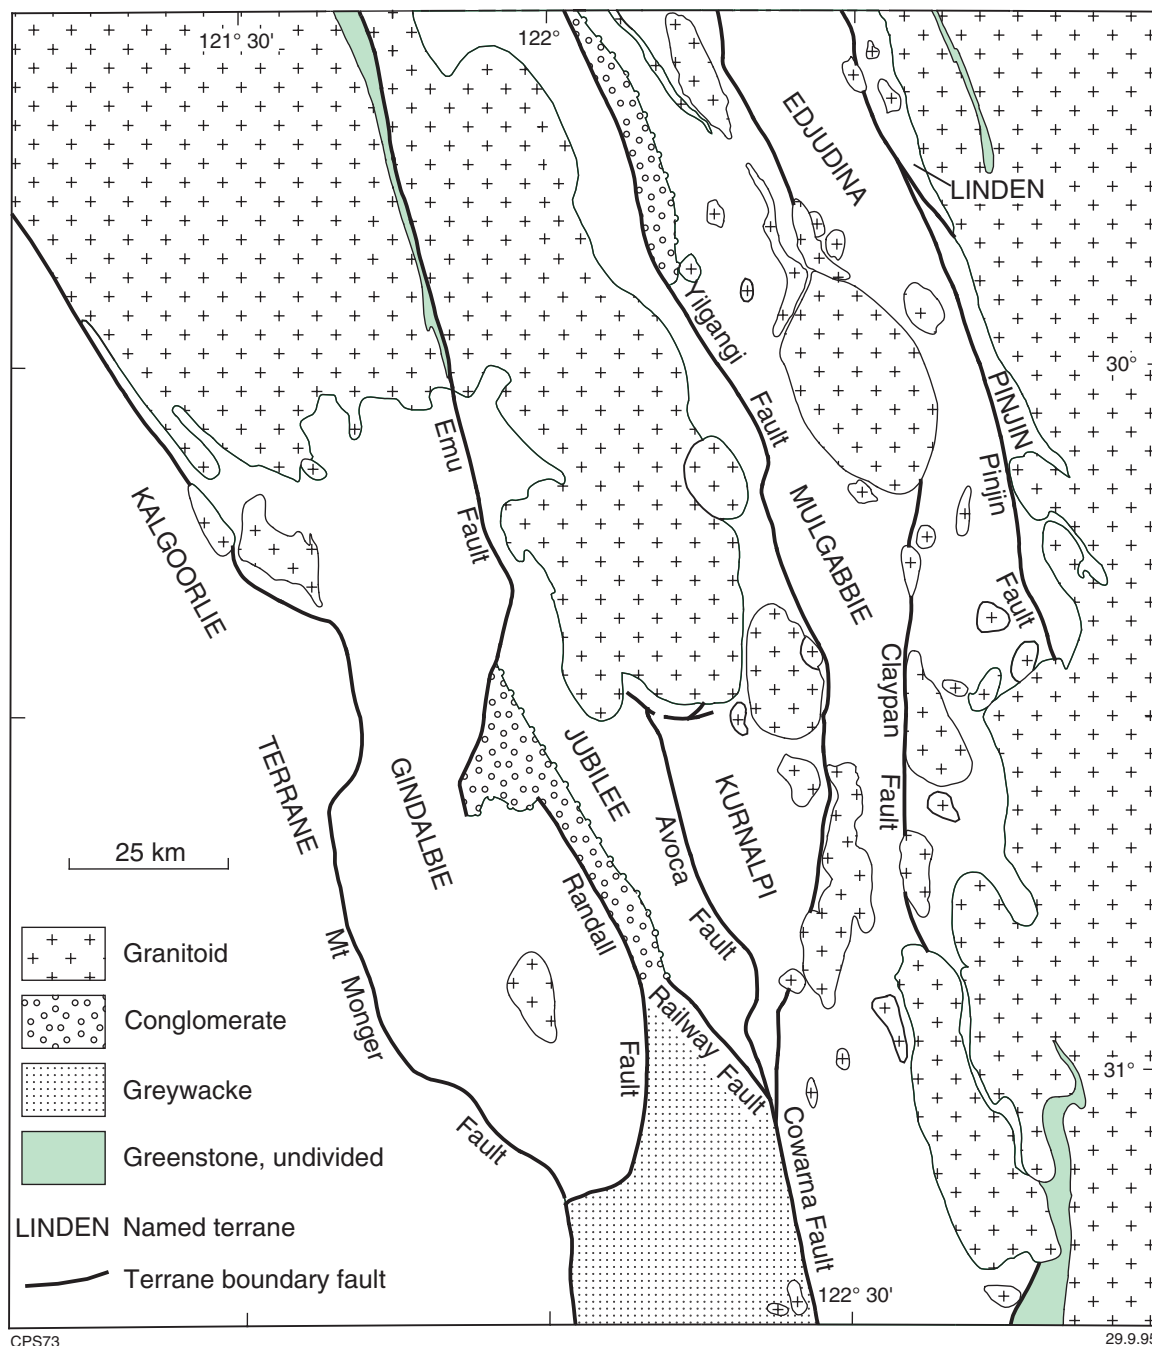 121° 30'
122°
EDJUDINA
LINDEN
Yilgangi
Fault
30°
PINJIN
Pinjin
Fault
Emu
Fault
KALGOORLIE
TERRANE
MULGABBIE
Claypan
Fault
GINDALBIE
JUBILEE
KURNALPI
Avoca
Fault
Randall
Fault
25 km
Mt
Monger
Fault
Railway
Fault
31°
Cowarna Fault
122° 30'
Granitoid
Conglomerate
Greywacke
Greenstone, undivided
LINDEN Named terrane
Terrane boundary fault
CPS73
29.9.95